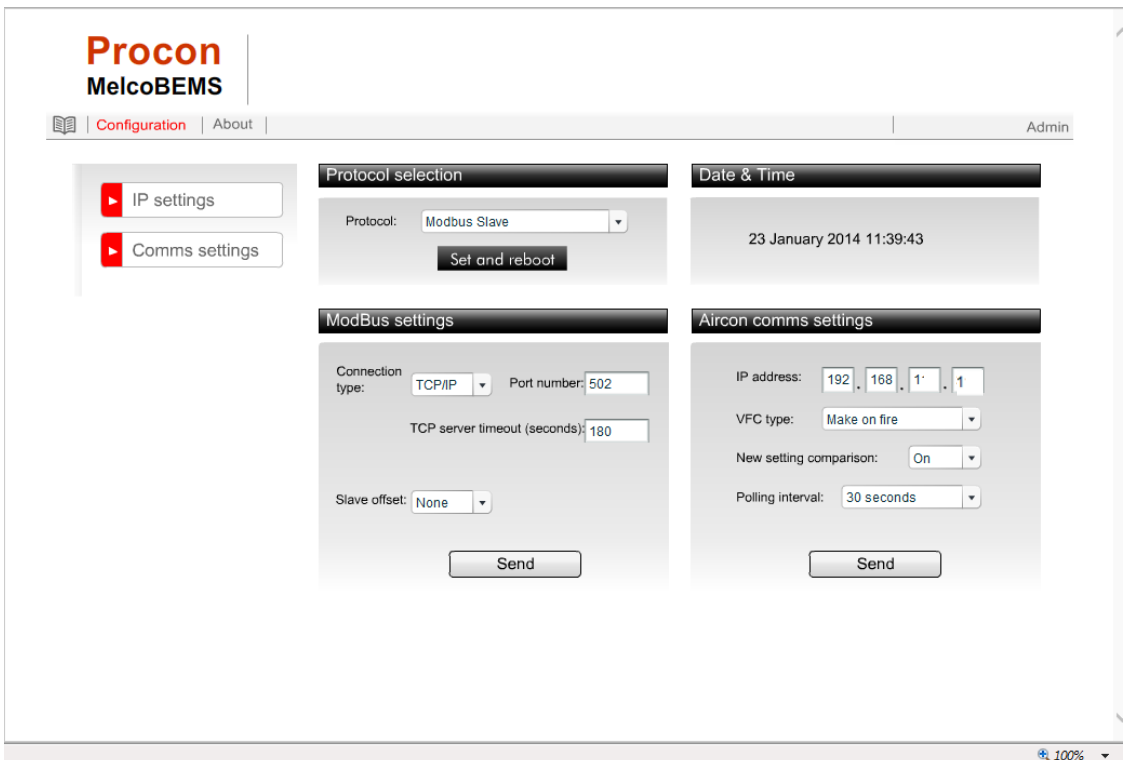 Procon
MelcoBEMS
Configuration
About
Admin
IP settings
Comms settings
Protocol selection
Protocol:
Modbus Slave
Set and reboot
Date & Time
23 January 2014 11:39:43
ModBus settings
Connection
type:
TCP/IP
Port number:
502
TCP server timeout (seconds):
180
Slave offset:
None
Send
Aircon comms settings
IP address:
192 . 168 . . 1
VFC type:
Make on fire
New setting comparison:
On
Polling interval:
30 seconds
Send
100%